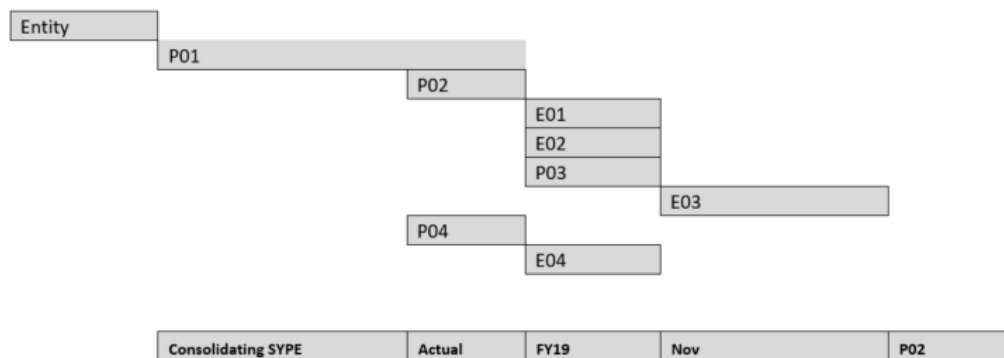 Entity
P01
P02
E01
E02
P03
E03
P04
E04
Consolidating SYPE Actual FY19 Nov P02